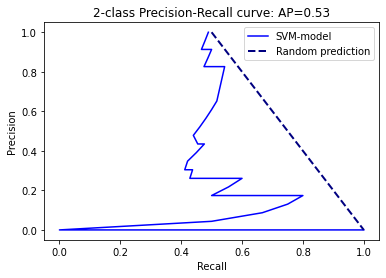 2-class Precision-Recall curve: AP=0.53
SVM-model
Random prediction
Precision
1.0
0.8
0.6
0.4
0.2
0.0
0.0 0.2 0.4 0.6 0.8 1.0
Recall